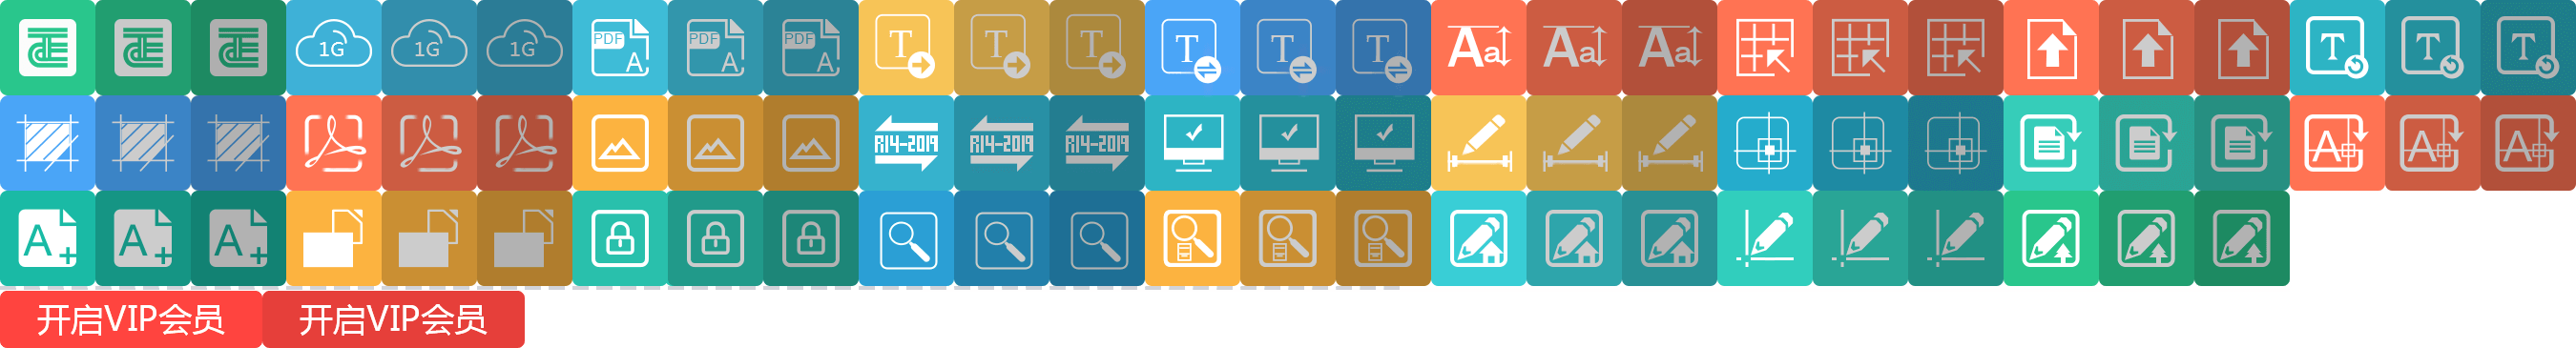 1G 1G 1G PDF A PDF A PDF A T T T T T T Aa Aa Aa T T T
R14-2019 R14-2019 R14-2019 A A A
A+ A+ A+
开启VIP会员 开启VIP会员